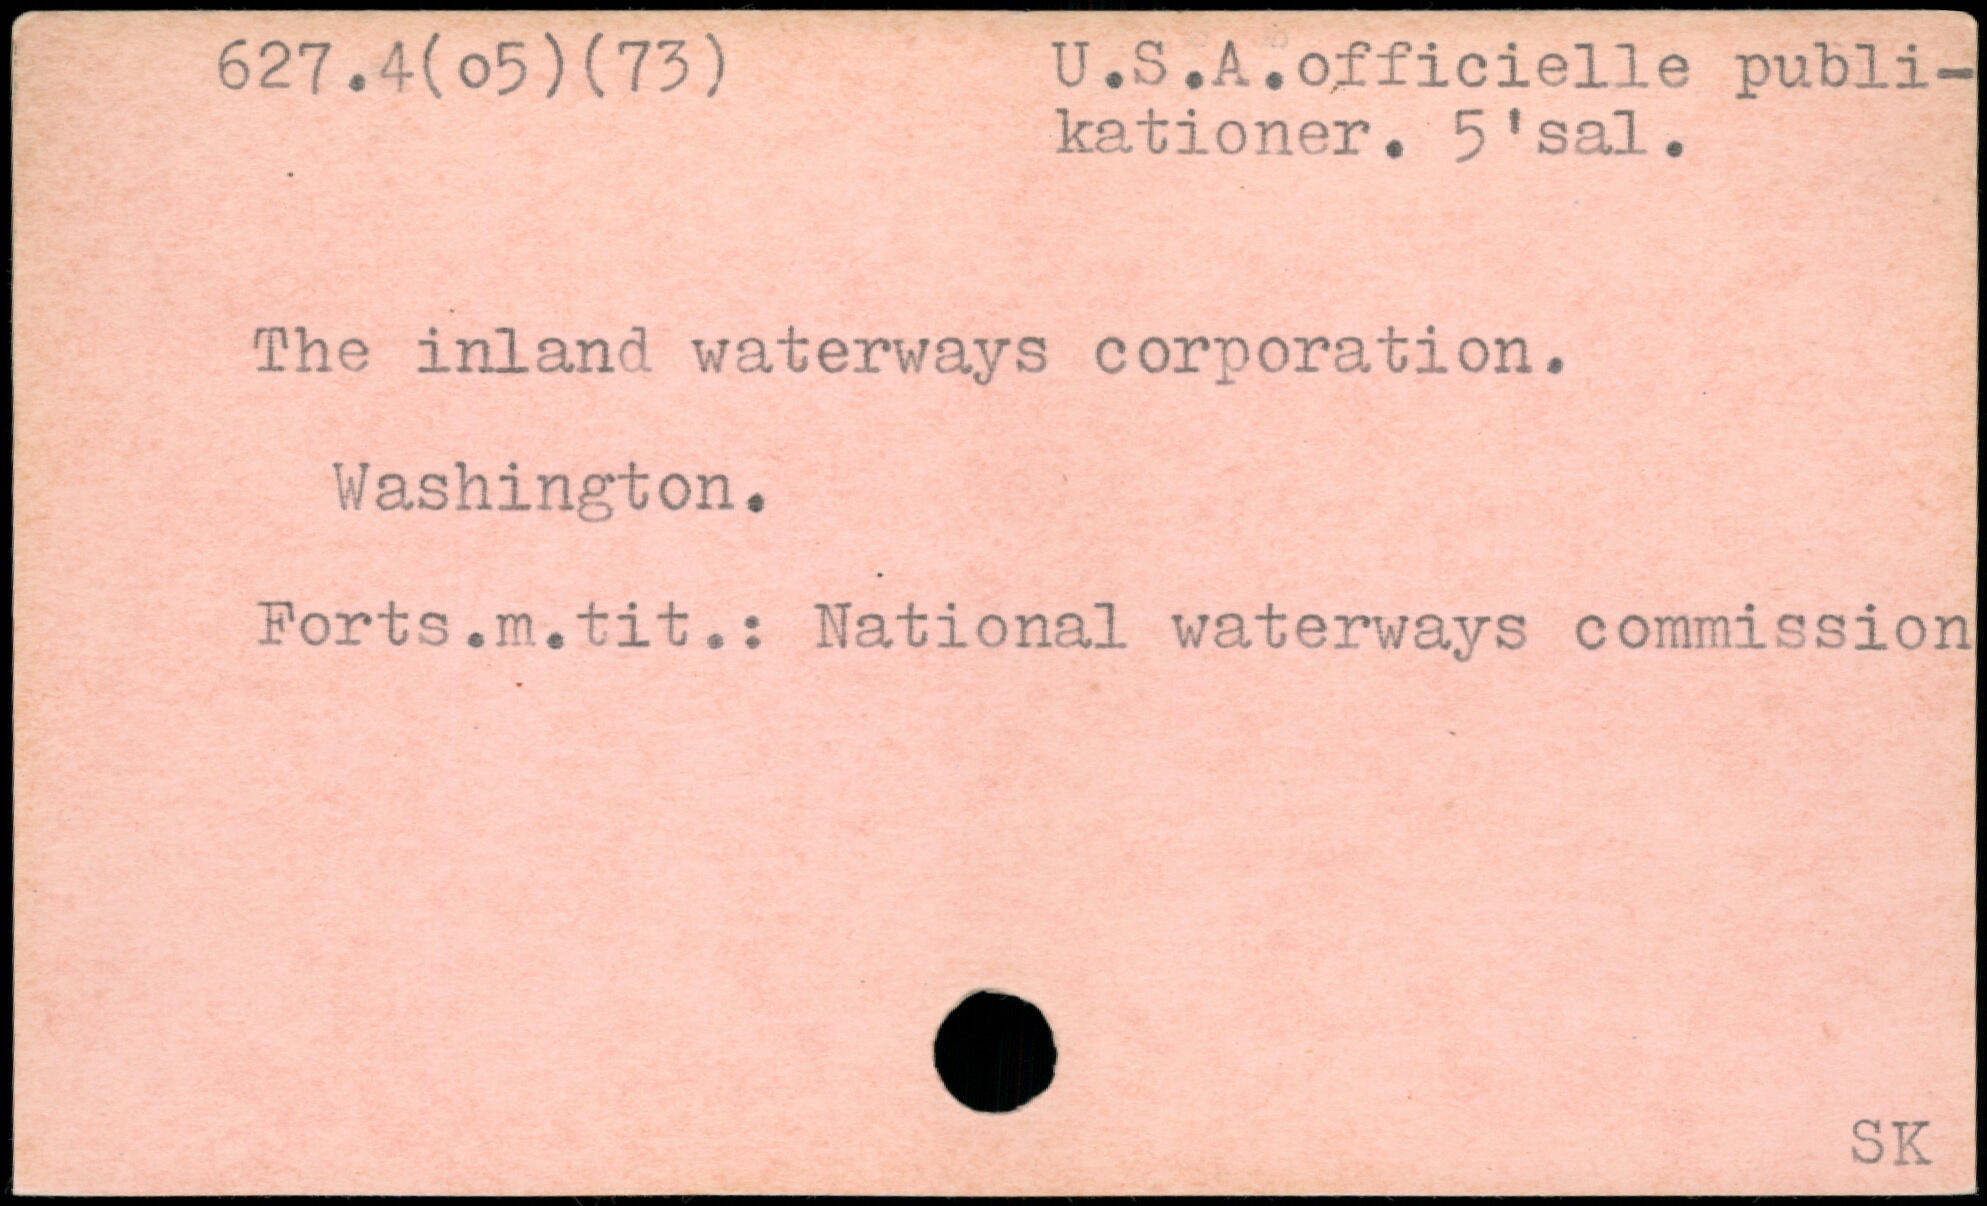 627.4(o5)(73)
U.S.A.officielle publi-
kationer. 5'sal.
The inland waterways corporation.
Washington.
Forts.m.tit.: National waterways commission
SK